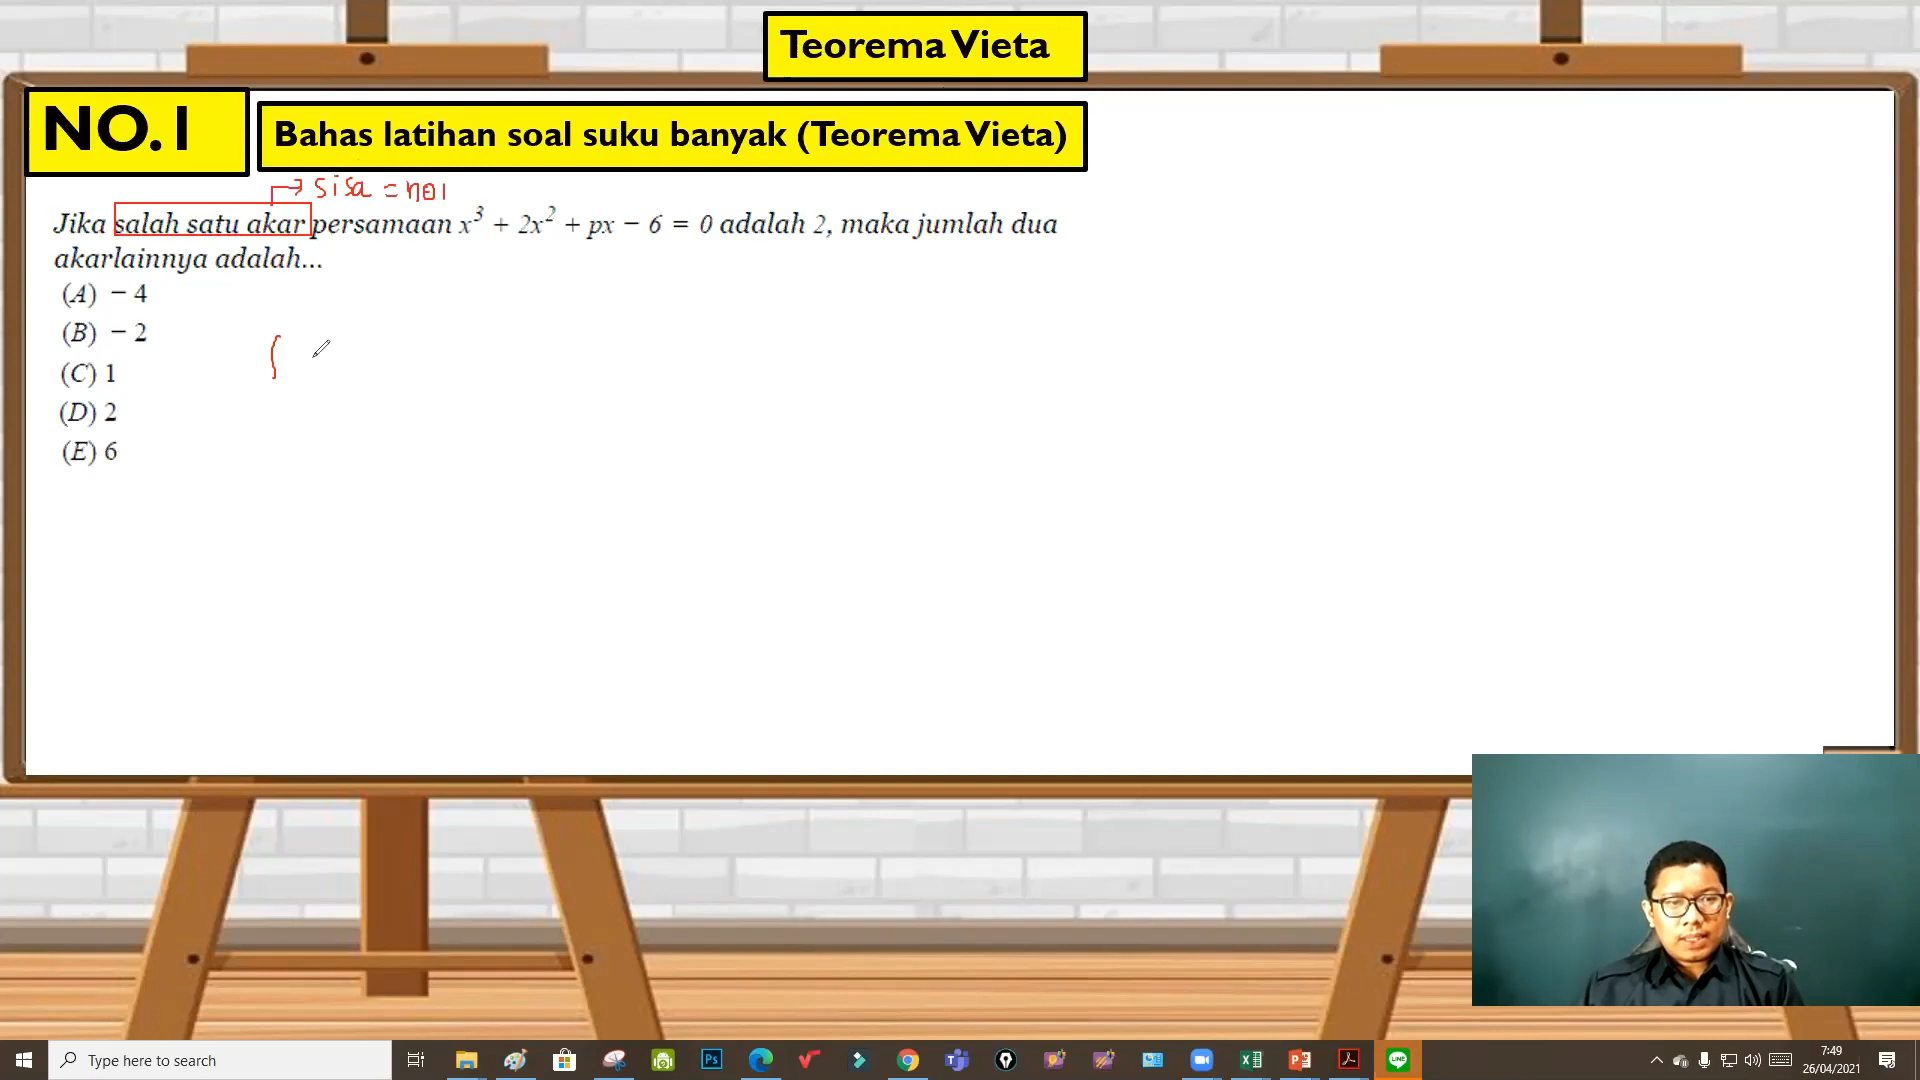 Teorema Vieta
NO.1
Bahas latihan soal suku banyak (Teorema Vieta)
sisa = nol
Jika salah satu akar persamaan x³ + 2x² + px − 6 = 0 adalah 2, maka jumlah dua
akarlainnya adalah...
(A) − 4
(B) − 2
(C) 1
(D) 2
(E) 6
Type here to search
7:49
26/04/2021